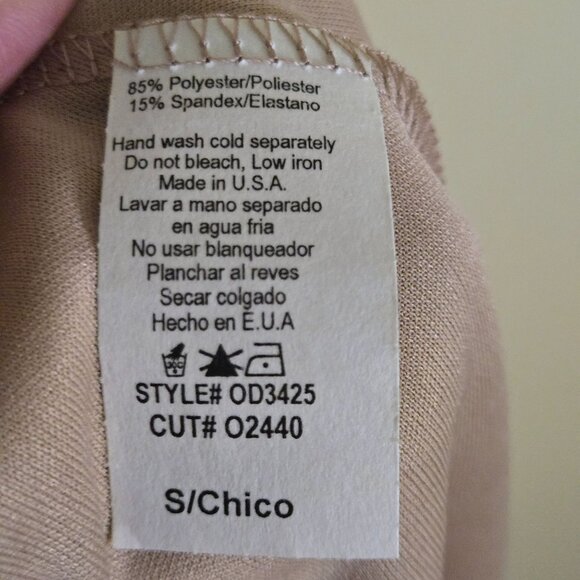 85% Polyester/Poliester
15% Spandex/Elastano
Hand wash cold separately
Do not bleach, Low iron
Made in U.S.A.
Lavar a mano separado
en agua fria
No usar blanqueador
Planchar al reves
Secar colgado
Hecho en E.U.A
STYLE# OD3425
CUT# O2440
S/Chico